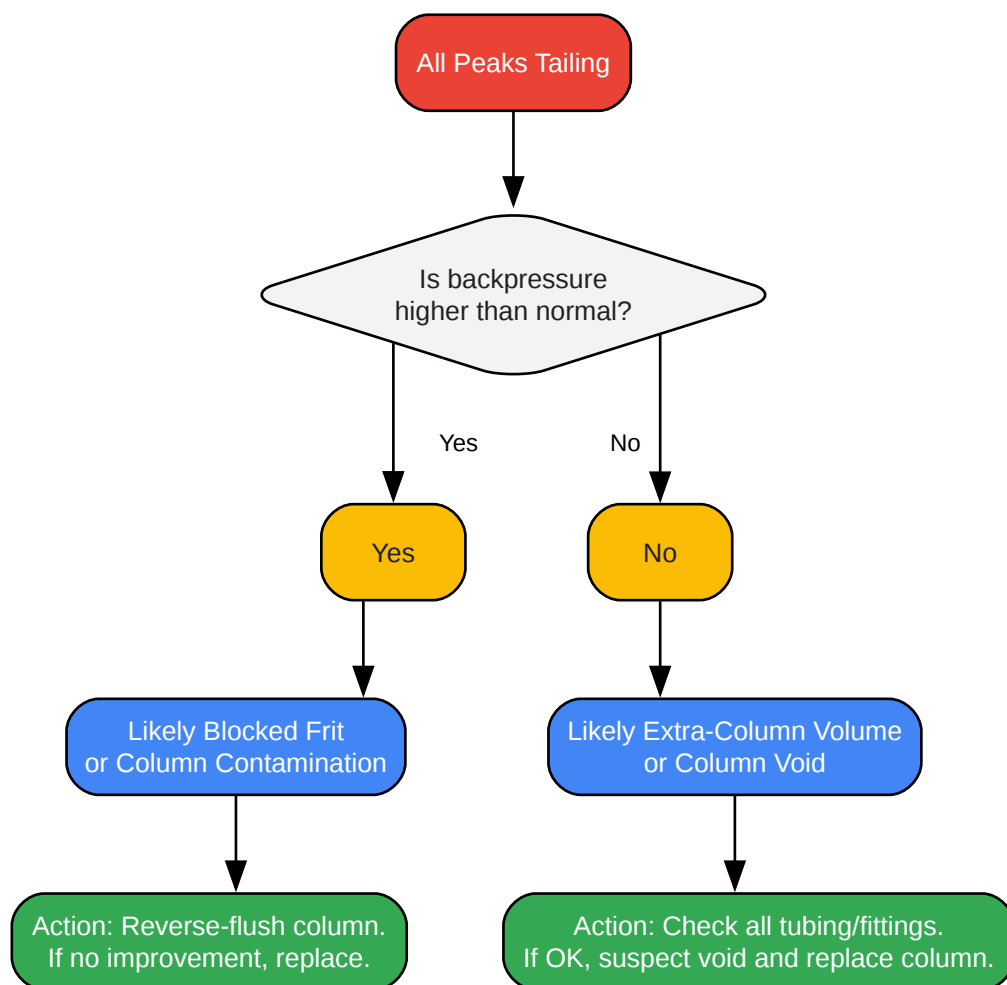 All Peaks Tailing
Is backpressure
higher than normal?
Yes
No
Yes
No
Likely Blocked Frit
or Column Contamination
Likely Extra-Column Volume
or Column Void
Action: Reverse-flush column.
If no improvement, replace.
Action: Check all tubing/fittings.
If OK, suspect void and replace column.